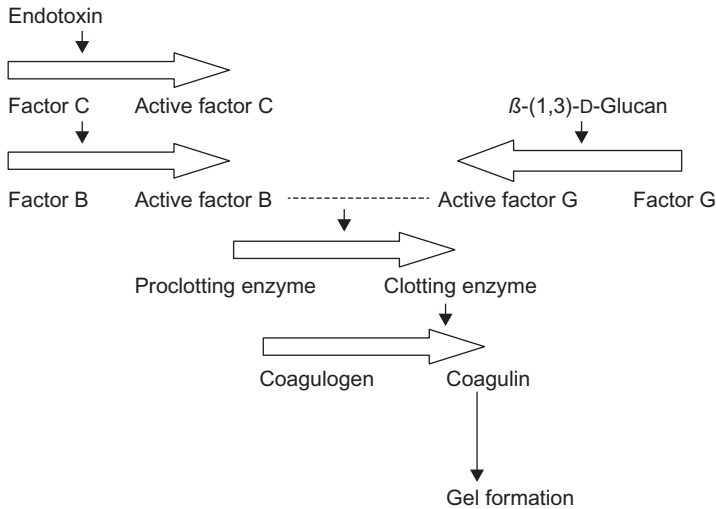 Endotoxin
Factor C Active factor C
ß-(1,3)-D-Glucan
Factor B Active factor B Active factor G Factor G
Proclotting enzyme Clotting enzyme
Coagulogen Coagulin
Gel formation